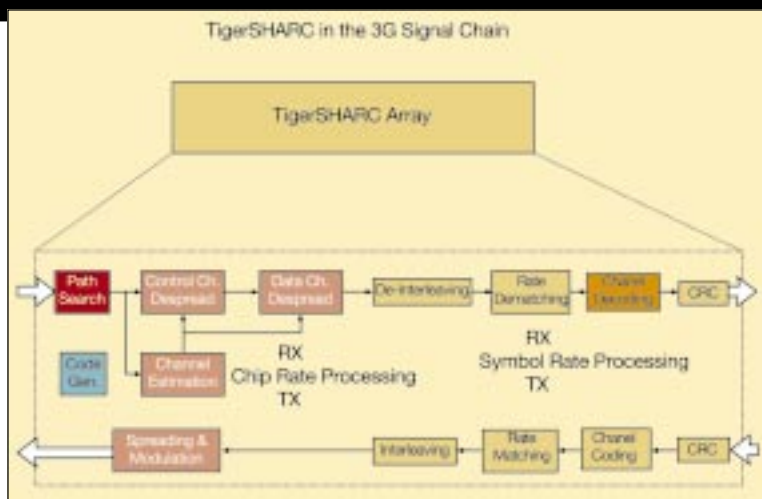 TigerSHARC in the 3G Signal Chain
TigerSHARC Array
Path
Search
Control Ch.
Despread
Data Ch.
Despread
De-Interleaving
Rate
Dematching
Chanel
Decoding
CRC
Code
Gen.
Channel
Estimation
RX
Chip Rate Processing
TX
RX
Symbol Rate Processing
TX
Spreading &
Modulation
Interleaving
Rate
Matching
Chanel
Coding
CRC